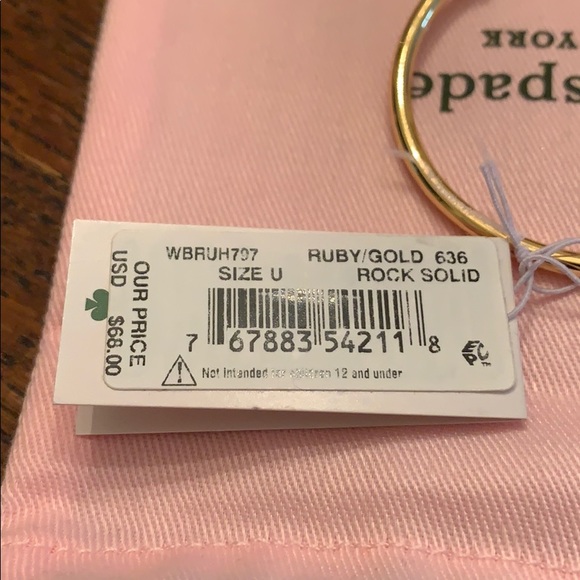 spade
YORK
WBRUH797 RUBY/GOLD 636
SIZE U ROCK SOLID
7 67883 54211 8
Not intended for children 12 and under
OUR PRICE
USD $68.00